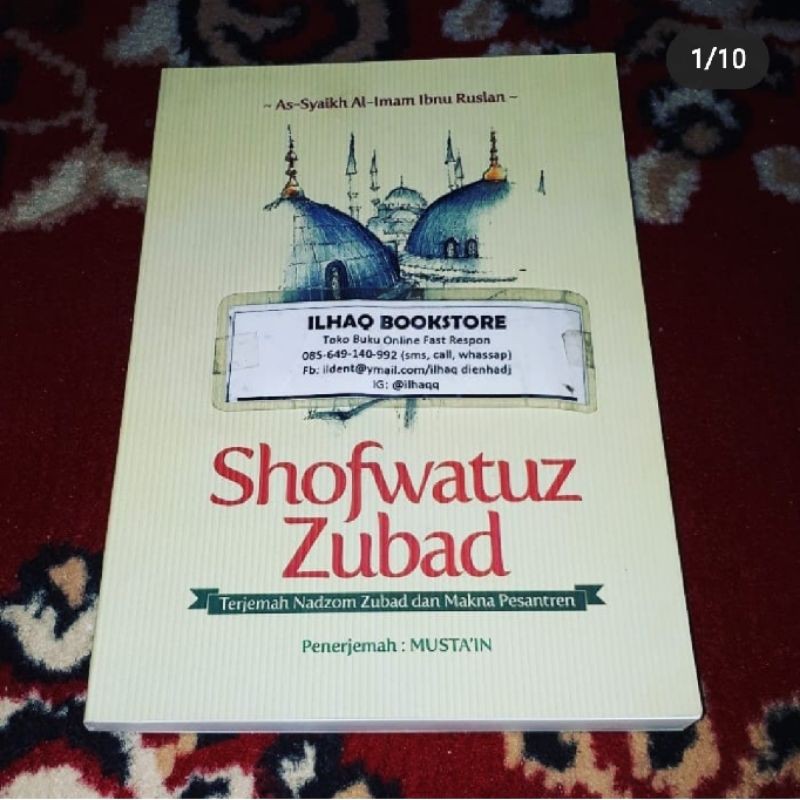 1/10
~ As-Syaikh Al-Imam Ibnu Ruslan ~
ILHAQ BOOKSTORE
Toko Buku Online Fast Respon
085-649-140-992 (sms, call, whassap)
Fb: ildent@ymail.com/ilhaq dienhadj
IG: @ilhaqq
Shofwatuz
Zubad
Terjemah Nadzom Zubad dan Makna Pesantren
Penerjemah : MUSTA'IN